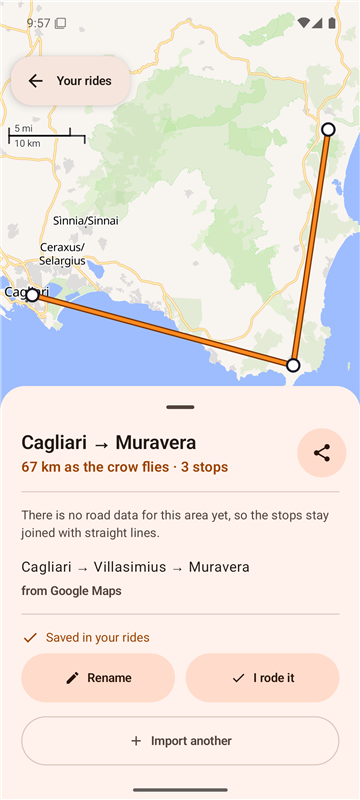 9:57
Your rides
5 mi
10 km
Sìnnia/Sinnai
Ceraxus/
Selargius
Cagliari
Cagliari → Muravera
67 km as the crow flies · 3 stops
There is no road data for this area yet, so the stops stay
joined with straight lines.
Cagliari → Villasimius → Muravera
from Google Maps
Saved in your rides
Rename
I rode it
Import another